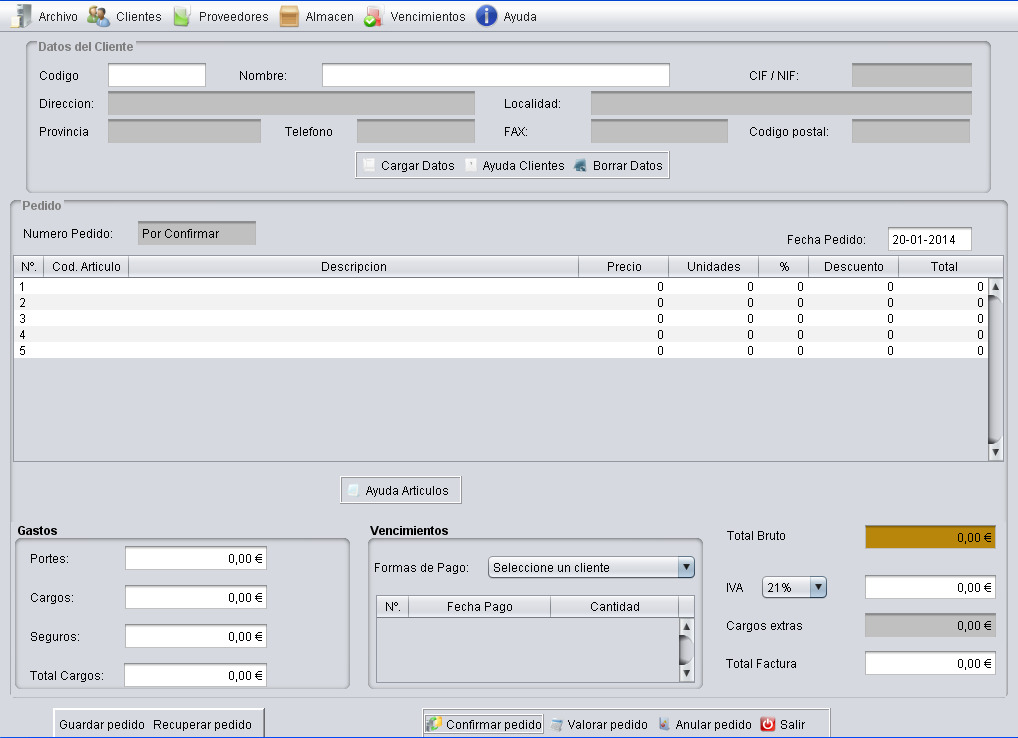 Archivo Clientes Proveedores Almacen Vencimientos Ayuda
Datos del Cliente
Codigo Nombre: CIF / NIF:
Direccion: Localidad:
Provincia Telefono FAX: Codigo postal:
Cargar Datos Ayuda Clientes Borrar Datos
Pedido
Numero Pedido: Por Confirmar
Fecha Pedido: 20-01-2014
Nº. Cod. Articulo Descripcion Precio Unidades % Descuento Total
1 0 0 0 0 0
2 0 0 0 0 0
3 0 0 0 0 0
4 0 0 0 0 0
5 0 0 0 0 0
Ayuda Articulos
Gastos
Portes: 0,00 €
Cargos: 0,00 €
Seguros: 0,00 €
Total Cargos: 0,00 €
Vencimientos
Formas de Pago: Seleccione un cliente
Nº. Fecha Pago Cantidad
Total Bruto 0,00 €
IVA 21% 0,00 €
Cargos extras 0,00 €
Total Factura 0,00 €
Guardar pedido Recuperar pedido
Confirmar pedido Valorar pedido Anular pedido Salir